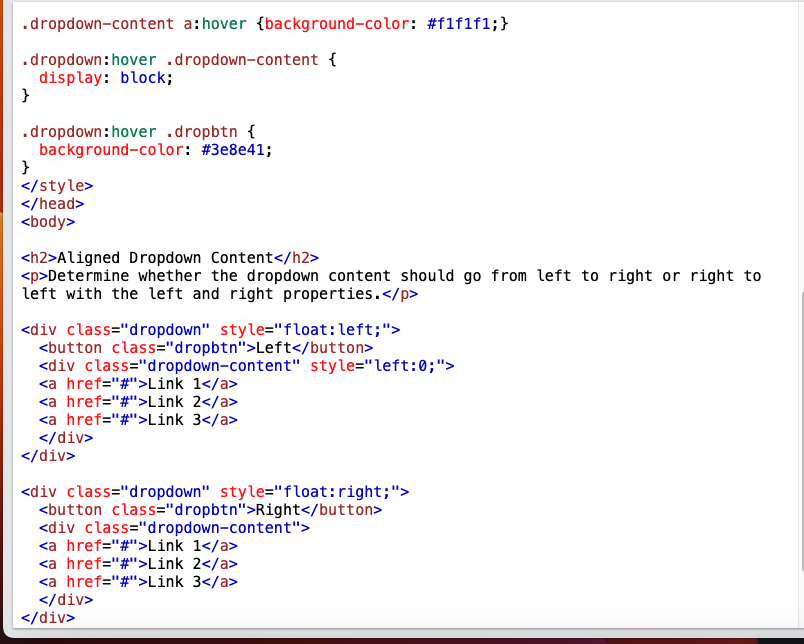 .dropdown-content a:hover {background-color: #f1f1f1;}

.dropdown:hover .dropdown-content {
  display: block;
}

.dropdown:hover .dropbtn {
  background-color: #3e8e41;
}
</style>
</head>
<body>

<h2>Aligned Dropdown Content</h2>
<p>Determine whether the dropdown content should go from left to right or right to
left with the left and right properties.</p>

<div class="dropdown" style="float:left;">
  <button class="dropbtn">Left</button>
  <div class="dropdown-content" style="left:0;">
  <a href="#">Link 1</a>
  <a href="#">Link 2</a>
  <a href="#">Link 3</a>
  </div>
</div>

<div class="dropdown" style="float:right;">
  <button class="dropbtn">Right</button>
  <div class="dropdown-content">
  <a href="#">Link 1</a>
  <a href="#">Link 2</a>
  <a href="#">Link 3</a>
  </div>
</div>